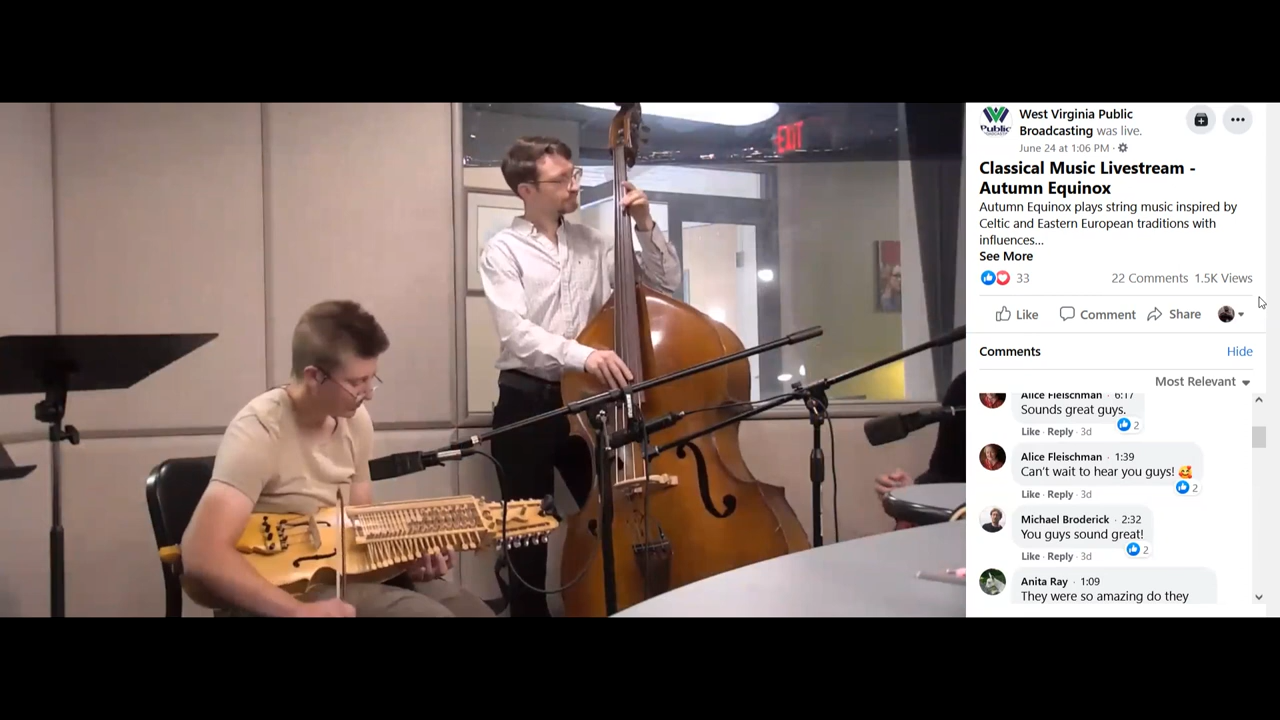 EXIT
Public
West Virginia Public
Broadcasting was live.
June 24 at 1:06 PM ·
Classical Music Livestream -
Autumn Equinox
Autumn Equinox plays string music inspired by
Celtic and Eastern European traditions with
influences...
See More
33
22 Comments 1.5K Views
Like Comment Share
Comments Hide
Most Relevant
Alice Fleischman · 6:17
Sounds great guys.
2
Like · Reply · 3d
Alice Fleischman · 1:39
Can't wait to hear you guys! 🥰
2
Like · Reply · 3d
Michael Broderick · 2:32
You guys sound great!
2
Like · Reply · 3d
Anita Ray · 1:09
They were so amazing do they